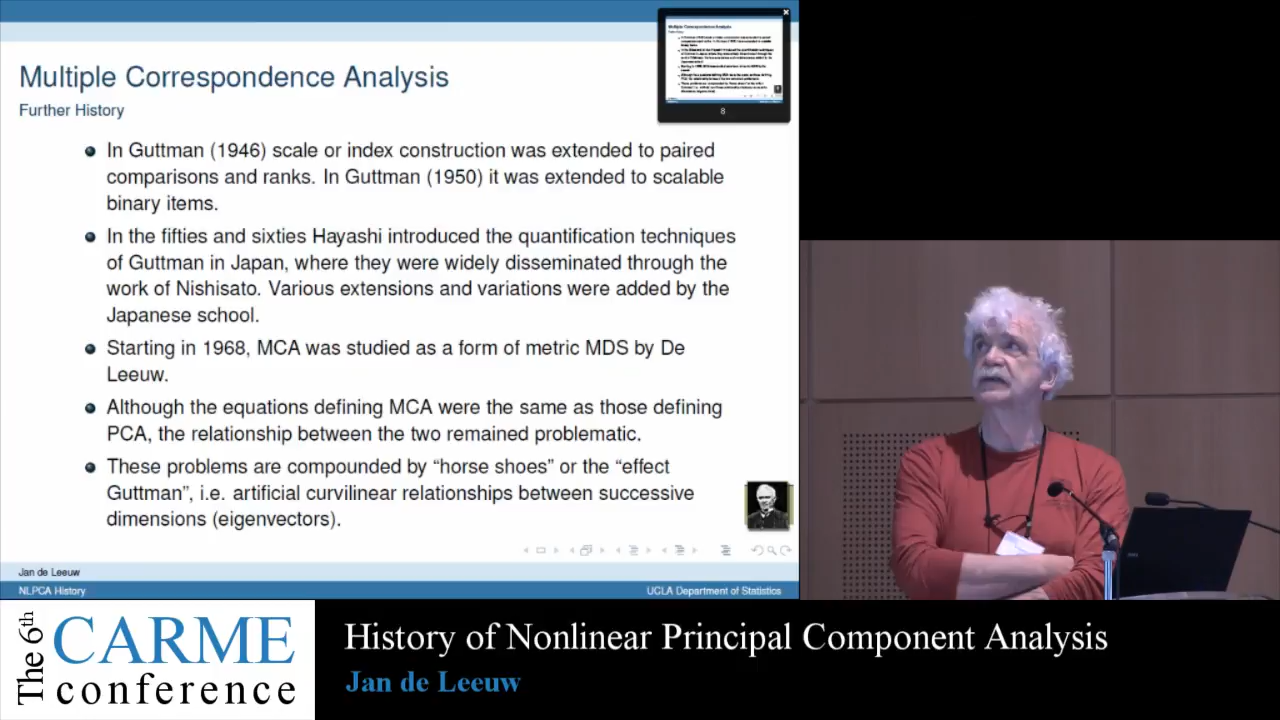 Multiple Correspondence Analysis
Further History
8
In Guttman (1946) scale or index construction was extended to paired
comparisons and ranks. In Guttman (1950) it was extended to scalable
binary items.
In the fifties and sixties Hayashi introduced the quantification techniques
of Guttman in Japan, where they were widely disseminated through the
work of Nishisato. Various extensions and variations were added by the
Japanese school.
Starting in 1968, MCA was studied as a form of metric MDS by De
Leeuw.
Although the equations defining MCA were the same as those defining
PCA, the relationship between the two remained problematic.
These problems are compounded by “horse shoes” or the “effect
Guttman”, i.e. artificial curvilinear relationships between successive
dimensions (eigenvectors).
Jan de Leeuw
NLPCA History
UCLA Department of Statistics
The 6th
CARME
conference
History of Nonlinear Principal Component Analysis
Jan de Leeuw